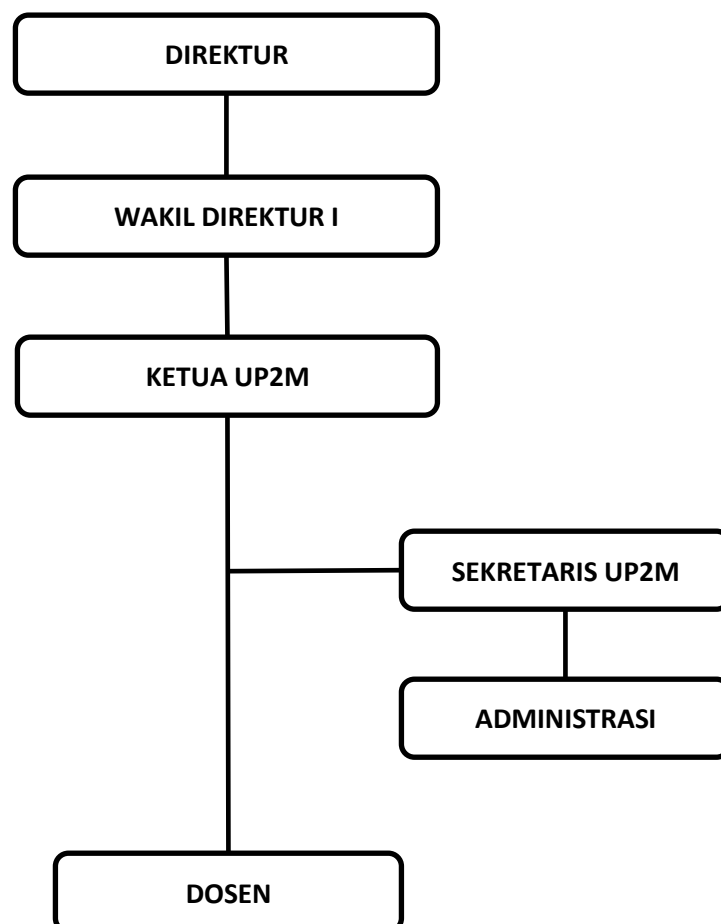 DIREKTUR
WAKIL DIREKTUR I
KETUA UP2M
SEKRETARIS UP2M
ADMINISTRASI
DOSEN